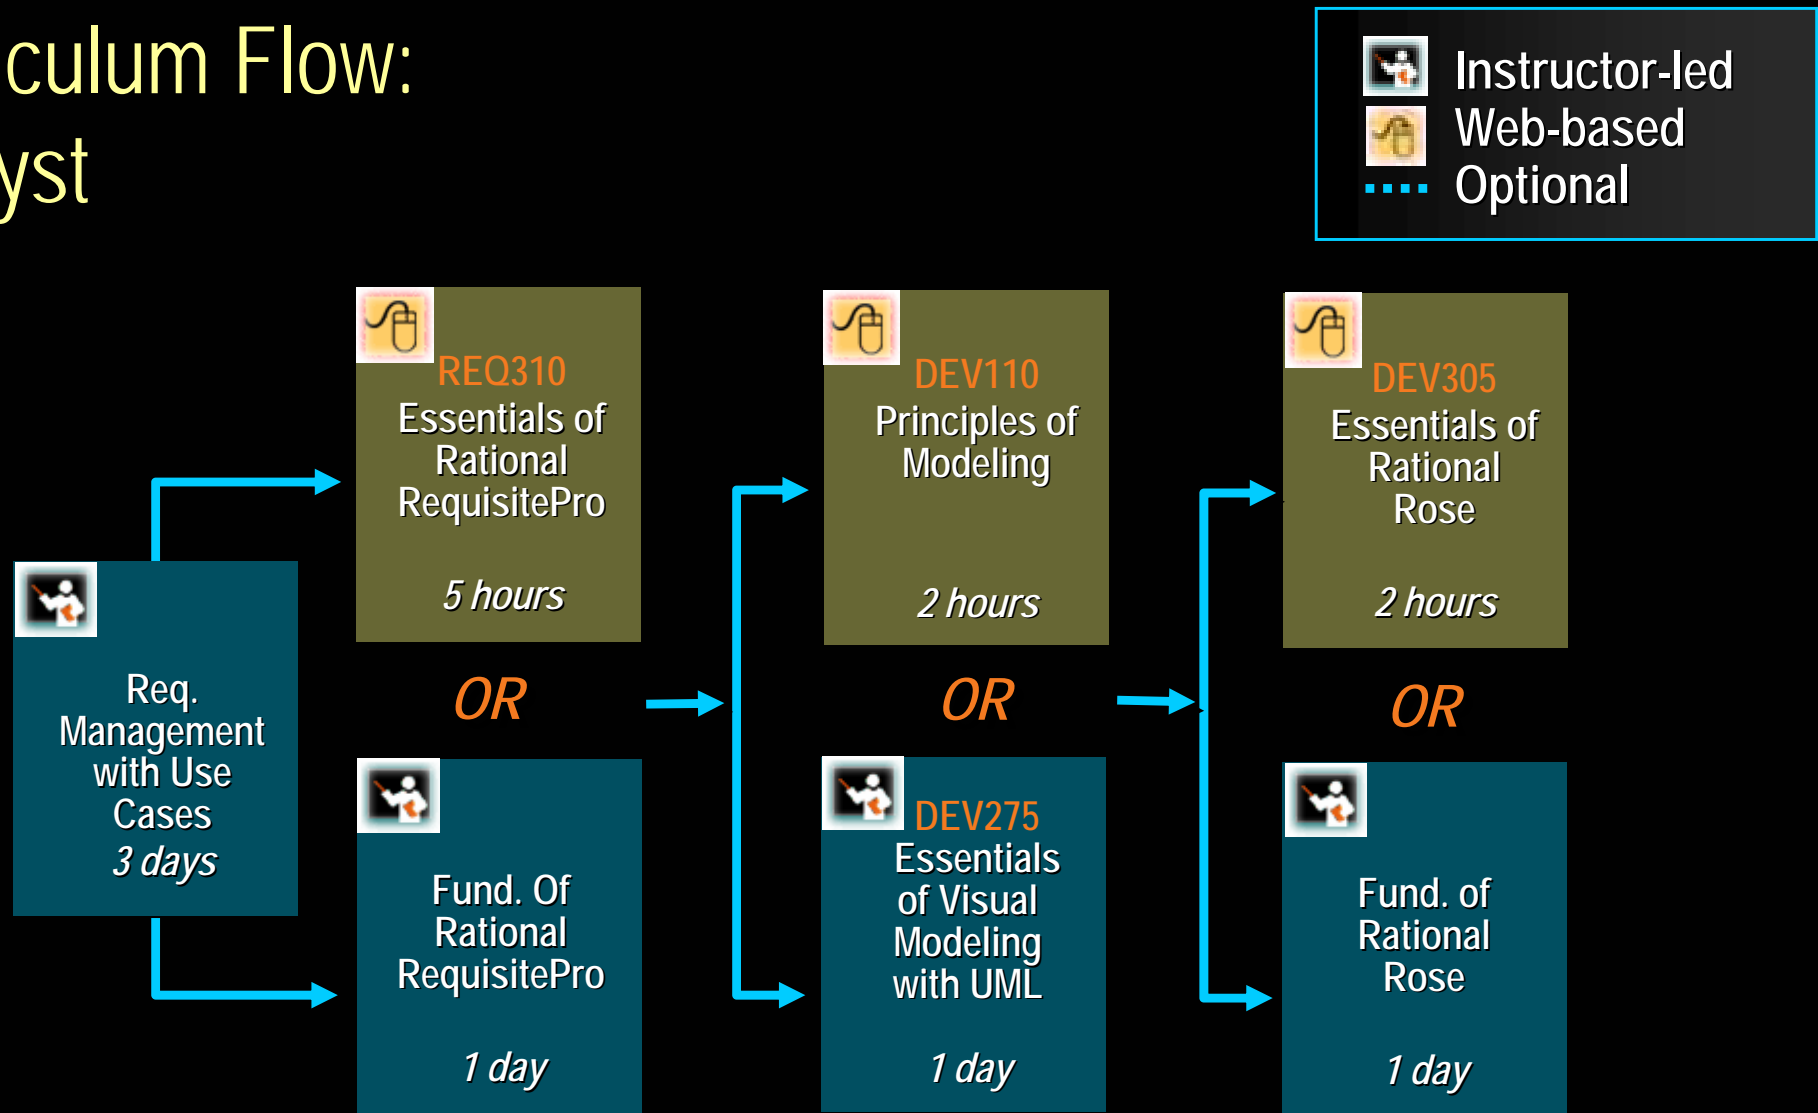 culum Flow:
yst
Instructor-led
Web-based
Optional
REQ310
Essentials of
Rational
RequisitePro
5 hours
DEV110
Principles of
Modeling
2 hours
DEV305
Essentials of
Rational
Rose
2 hours
Req.
Management
with Use
Cases
3 days
OR
OR
OR
Fund. Of
Rational
RequisitePro
1 day
DEV275
Essentials
of Visual
Modeling
with UML
1 day
Fund. of
Rational
Rose
1 day